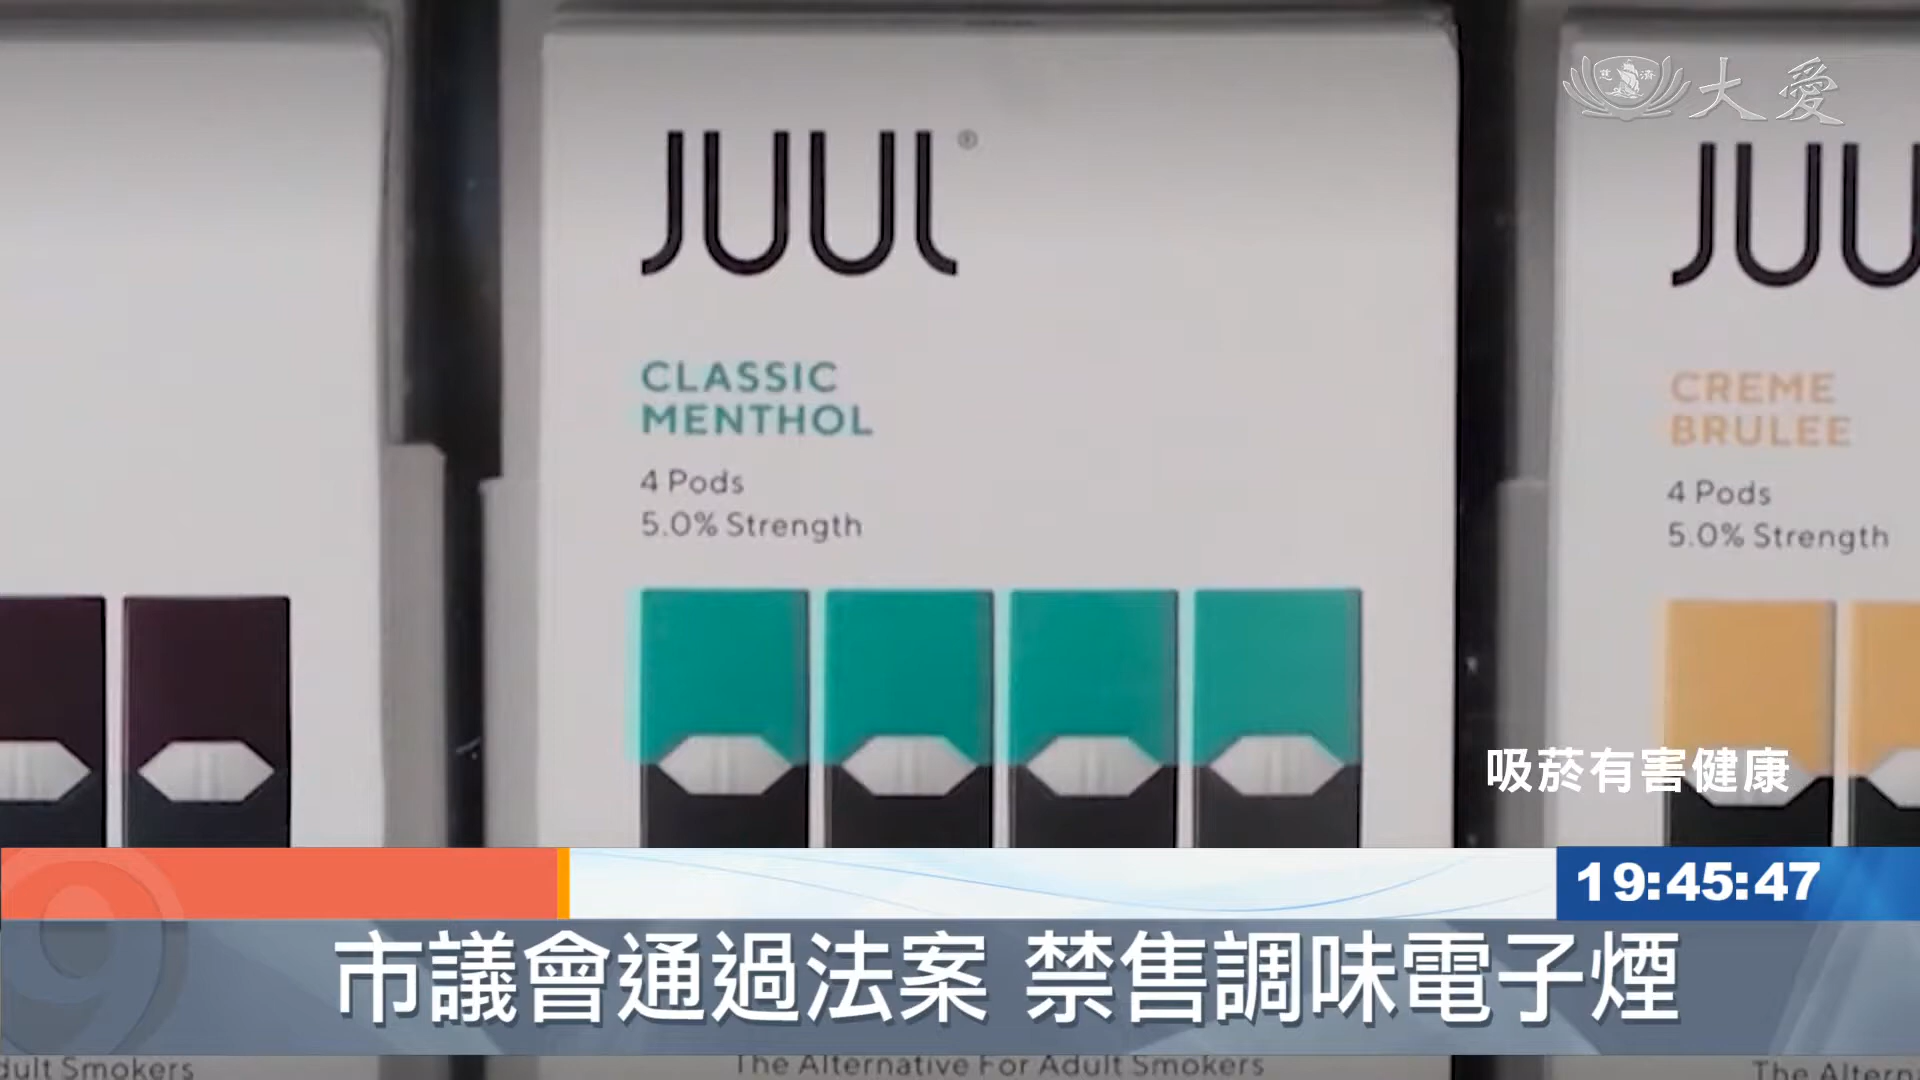 慈濟 大愛
JUUL®
CLASSIC
MENTHOL
4 Pods
5.0% Strength
JUU
CREME
BRULEE
4 Pods
5.0% Strength
吸菸有害健康
19:45:47
市議會通過法案 禁售調味電子煙
dult Smokers
The Alternative For Adult Smokers
The Altern